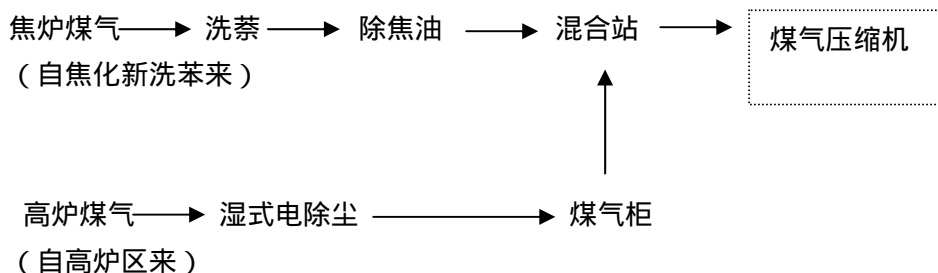 焦炉煤气 洗萘 除焦油 混合站 煤气压缩机
（自焦化新洗苯来）
高炉煤气 湿式电除尘 煤气柜
（自高炉区来）